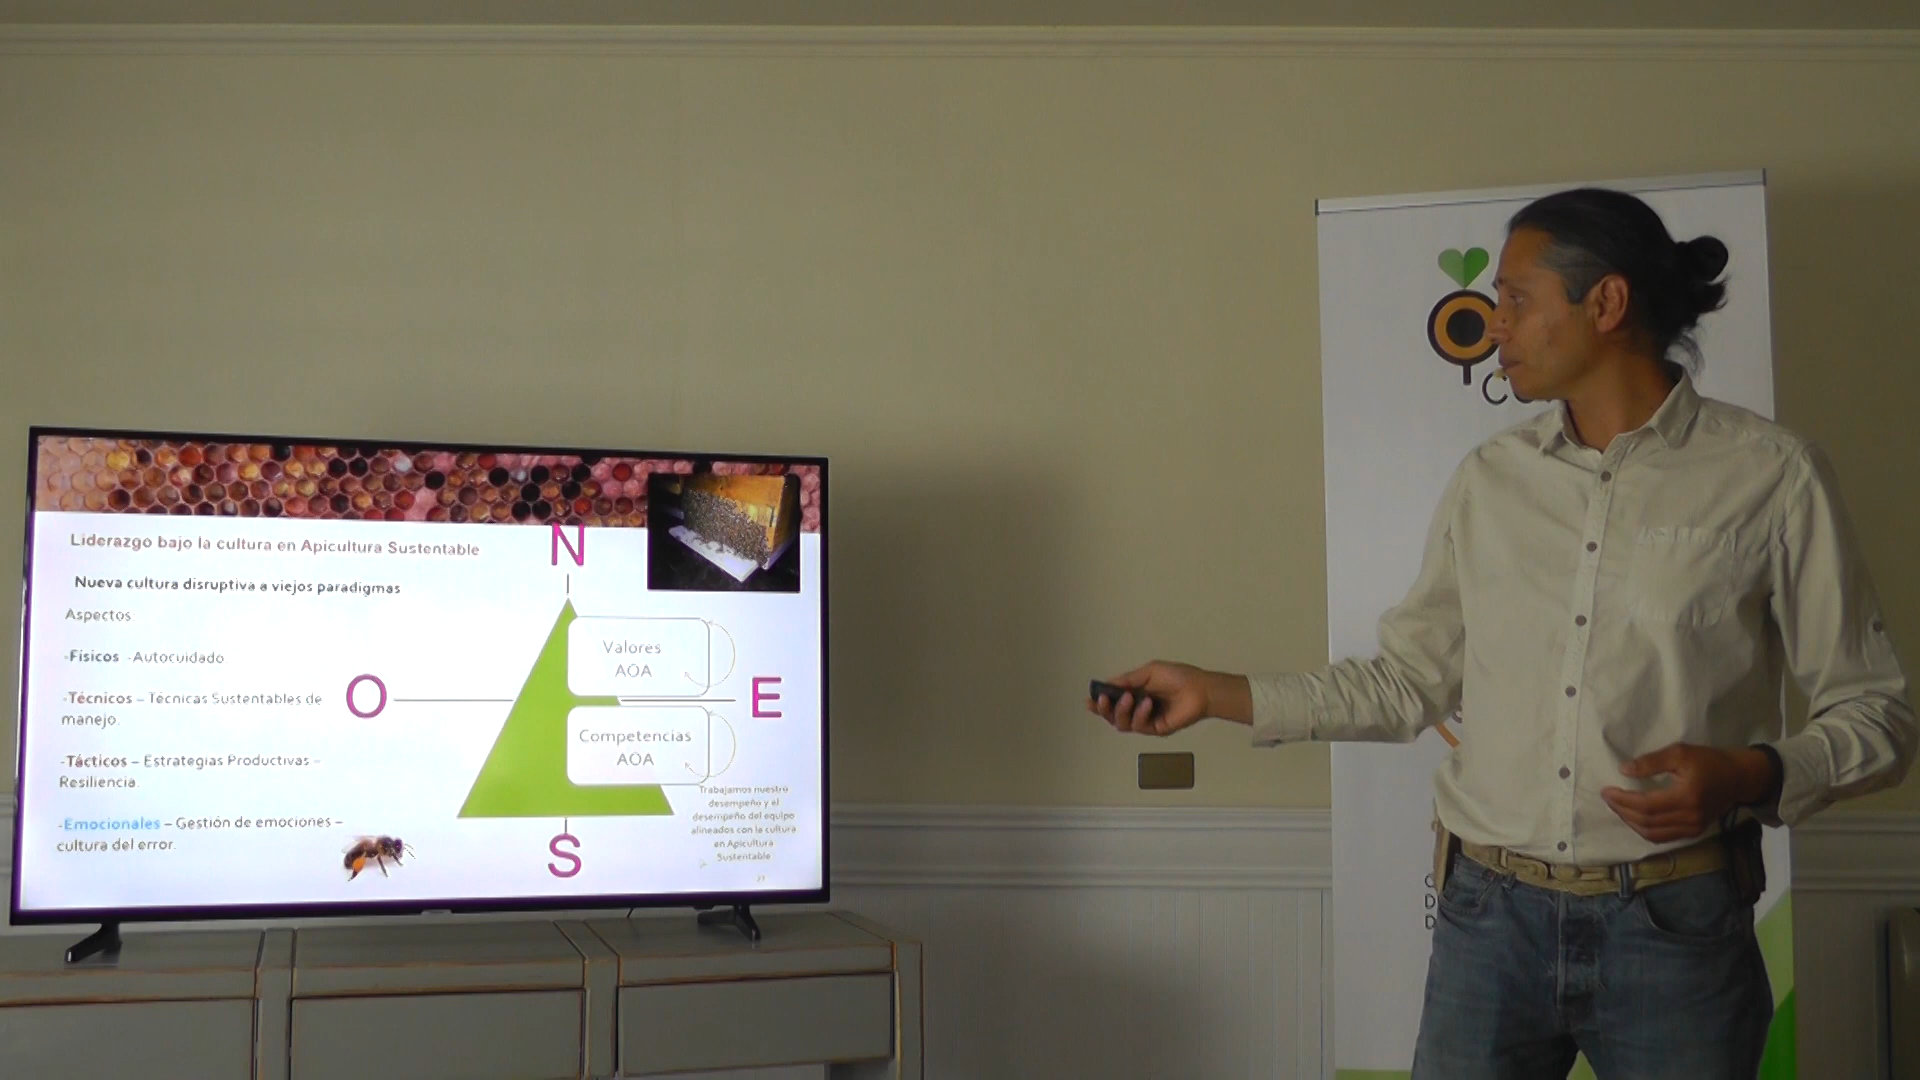 Liderazgo bajo la cultura en Apicultura Sustentable
Nueva cultura disruptiva a viejos paradigmas
Aspectos
-Físicos -Autocuidado.
-Técnicos – Técnicas Sustentables de
manejo.
-Tácticos – Estrategias Productivas –
Resiliencia.
-Emocionales – Gestión de emociones –
cultura del error.
N
O
E
S
Valores
AOA
Competencias
AOA
Trabajamos nuestro
desempeño y el
desempeño del equipo
alineados con la cultura
en Apicultura
Sustentable
C
D
D